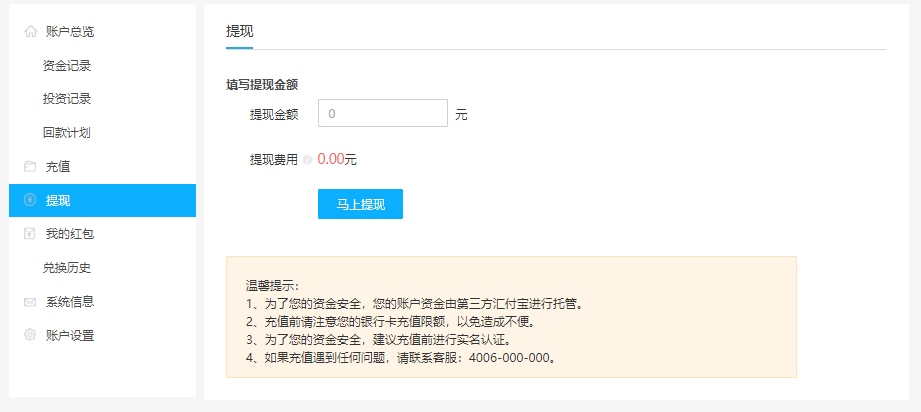 账户总览
资金记录
投资记录
回款计划
充值
提现
我的红包
兑换历史
系统信息
账户设置
提现
填写提现金额
提现金额 0 元
提现费用 0.00元
马上提现
温馨提示：
1、为了您的资金安全，您的账户资金由第三方汇付宝进行托管。
2、充值前请注意您的银行卡充值限额，以免造成不便。
3、为了您的资金安全，建议充值前进行实名认证。
4、如果充值遇到任何问题，请联系客服：4006-000-000。